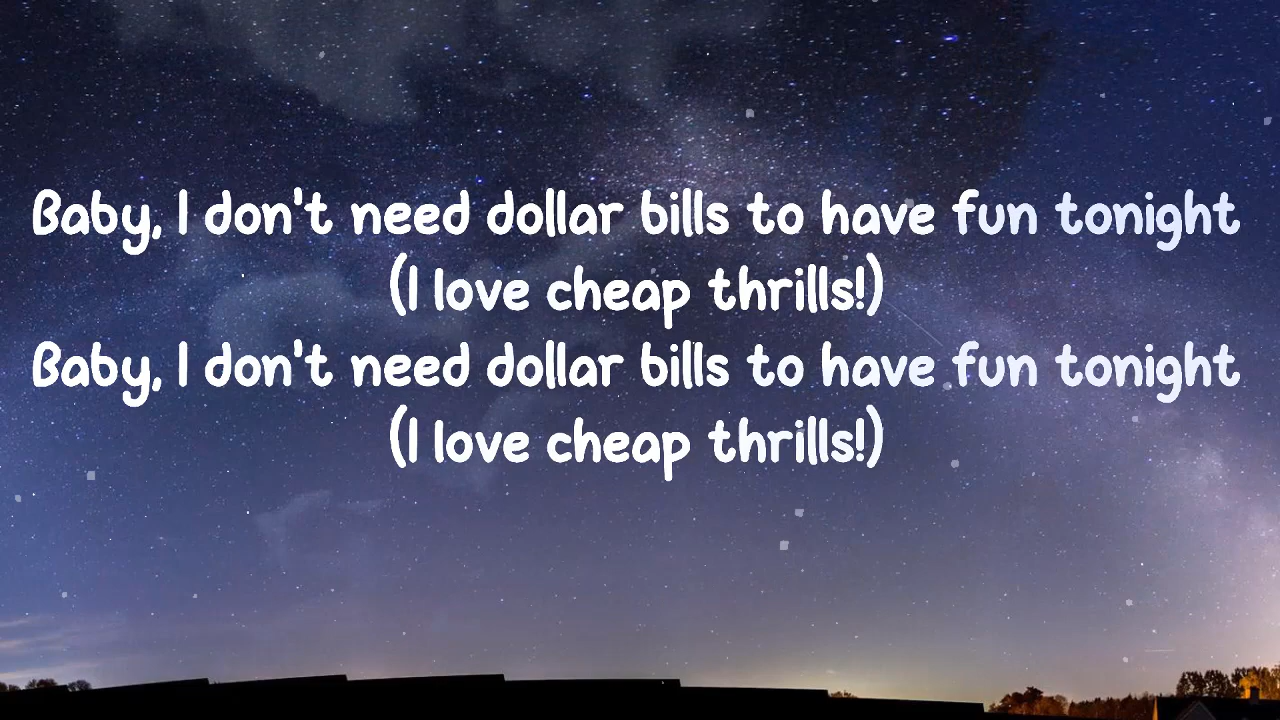 Baby, I don't need dollar bills to have fun tonight
(I love cheap thrills!)
Baby, I don't need dollar bills to have fun tonight
(I love cheap thrills!)